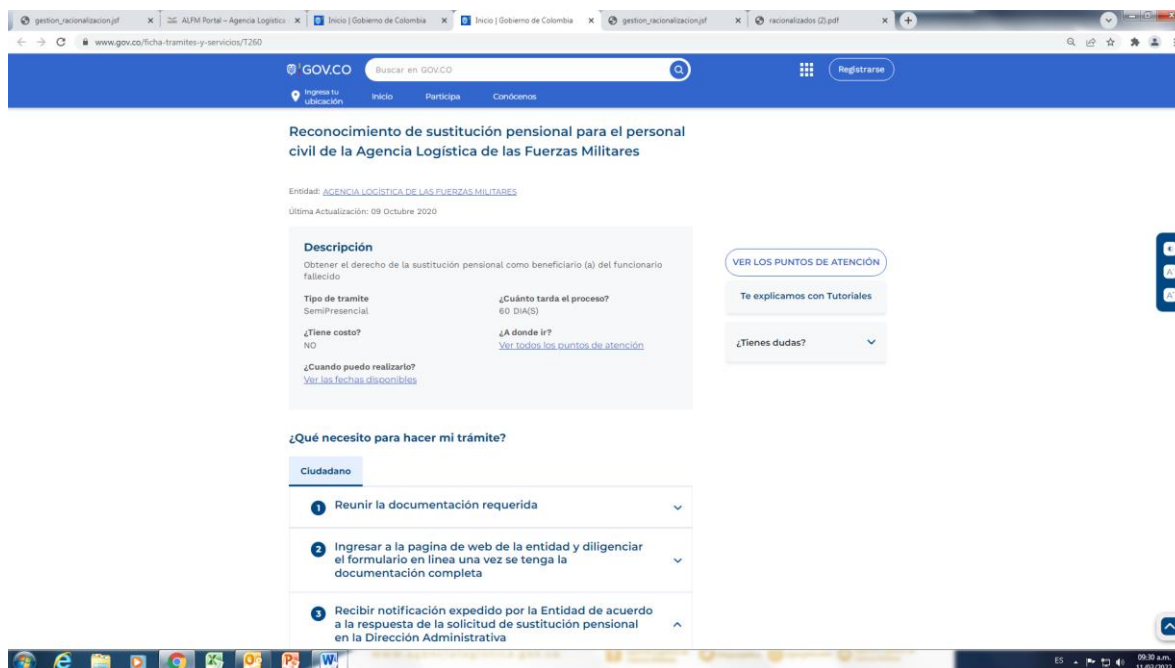 gestion_racionalizacion.jsf
ALFM Portal – Agencia Logística
Inicio | Gobierno de Colombia
Inicio | Gobierno de Colombia
gestion_racionalizacion.jsf
racionalizados (2).pdf
www.gov.co/ficha-tramites-y-servicios/T260
GOV.CO
Buscar en GOV.CO
Registrarse
Ingresa tu
ubicación
Inicio
Participa
Conócenos
Reconocimiento de sustitución pensional para el personal
civil de la Agencia Logística de las Fuerzas Militares
Entidad: AGENCIA LOGÍSTICA DE LAS FUERZAS MILITARES
Última Actualización: 09 Octubre 2020
Descripción
Obtener el derecho de la sustitución pensional como beneficiario (a) del funcionario
fallecido
Tipo de tramite
SemiPresencial
¿Cuánto tarda el proceso?
60 DIA(S)
¿Tiene costo?
NO
¿A donde ir?
Ver todos los puntos de atención
¿Cuando puedo realizarlo?
Ver las fechas disponibles
VER LOS PUNTOS DE ATENCIÓN
Te explicamos con Tutoriales
¿Tienes dudas?
¿Qué necesito para hacer mi trámite?
Ciudadano
1 Reunir la documentación requerida
2 Ingresar a la pagina de web de la entidad y diligenciar
el formulario en linea una vez se tenga la
documentación completa
3 Recibir notificación expedido por la Entidad de acuerdo
a la respuesta de la solicitud de sustitución pensional
en la Dirección Administrativa
ES
09:30 a.m.